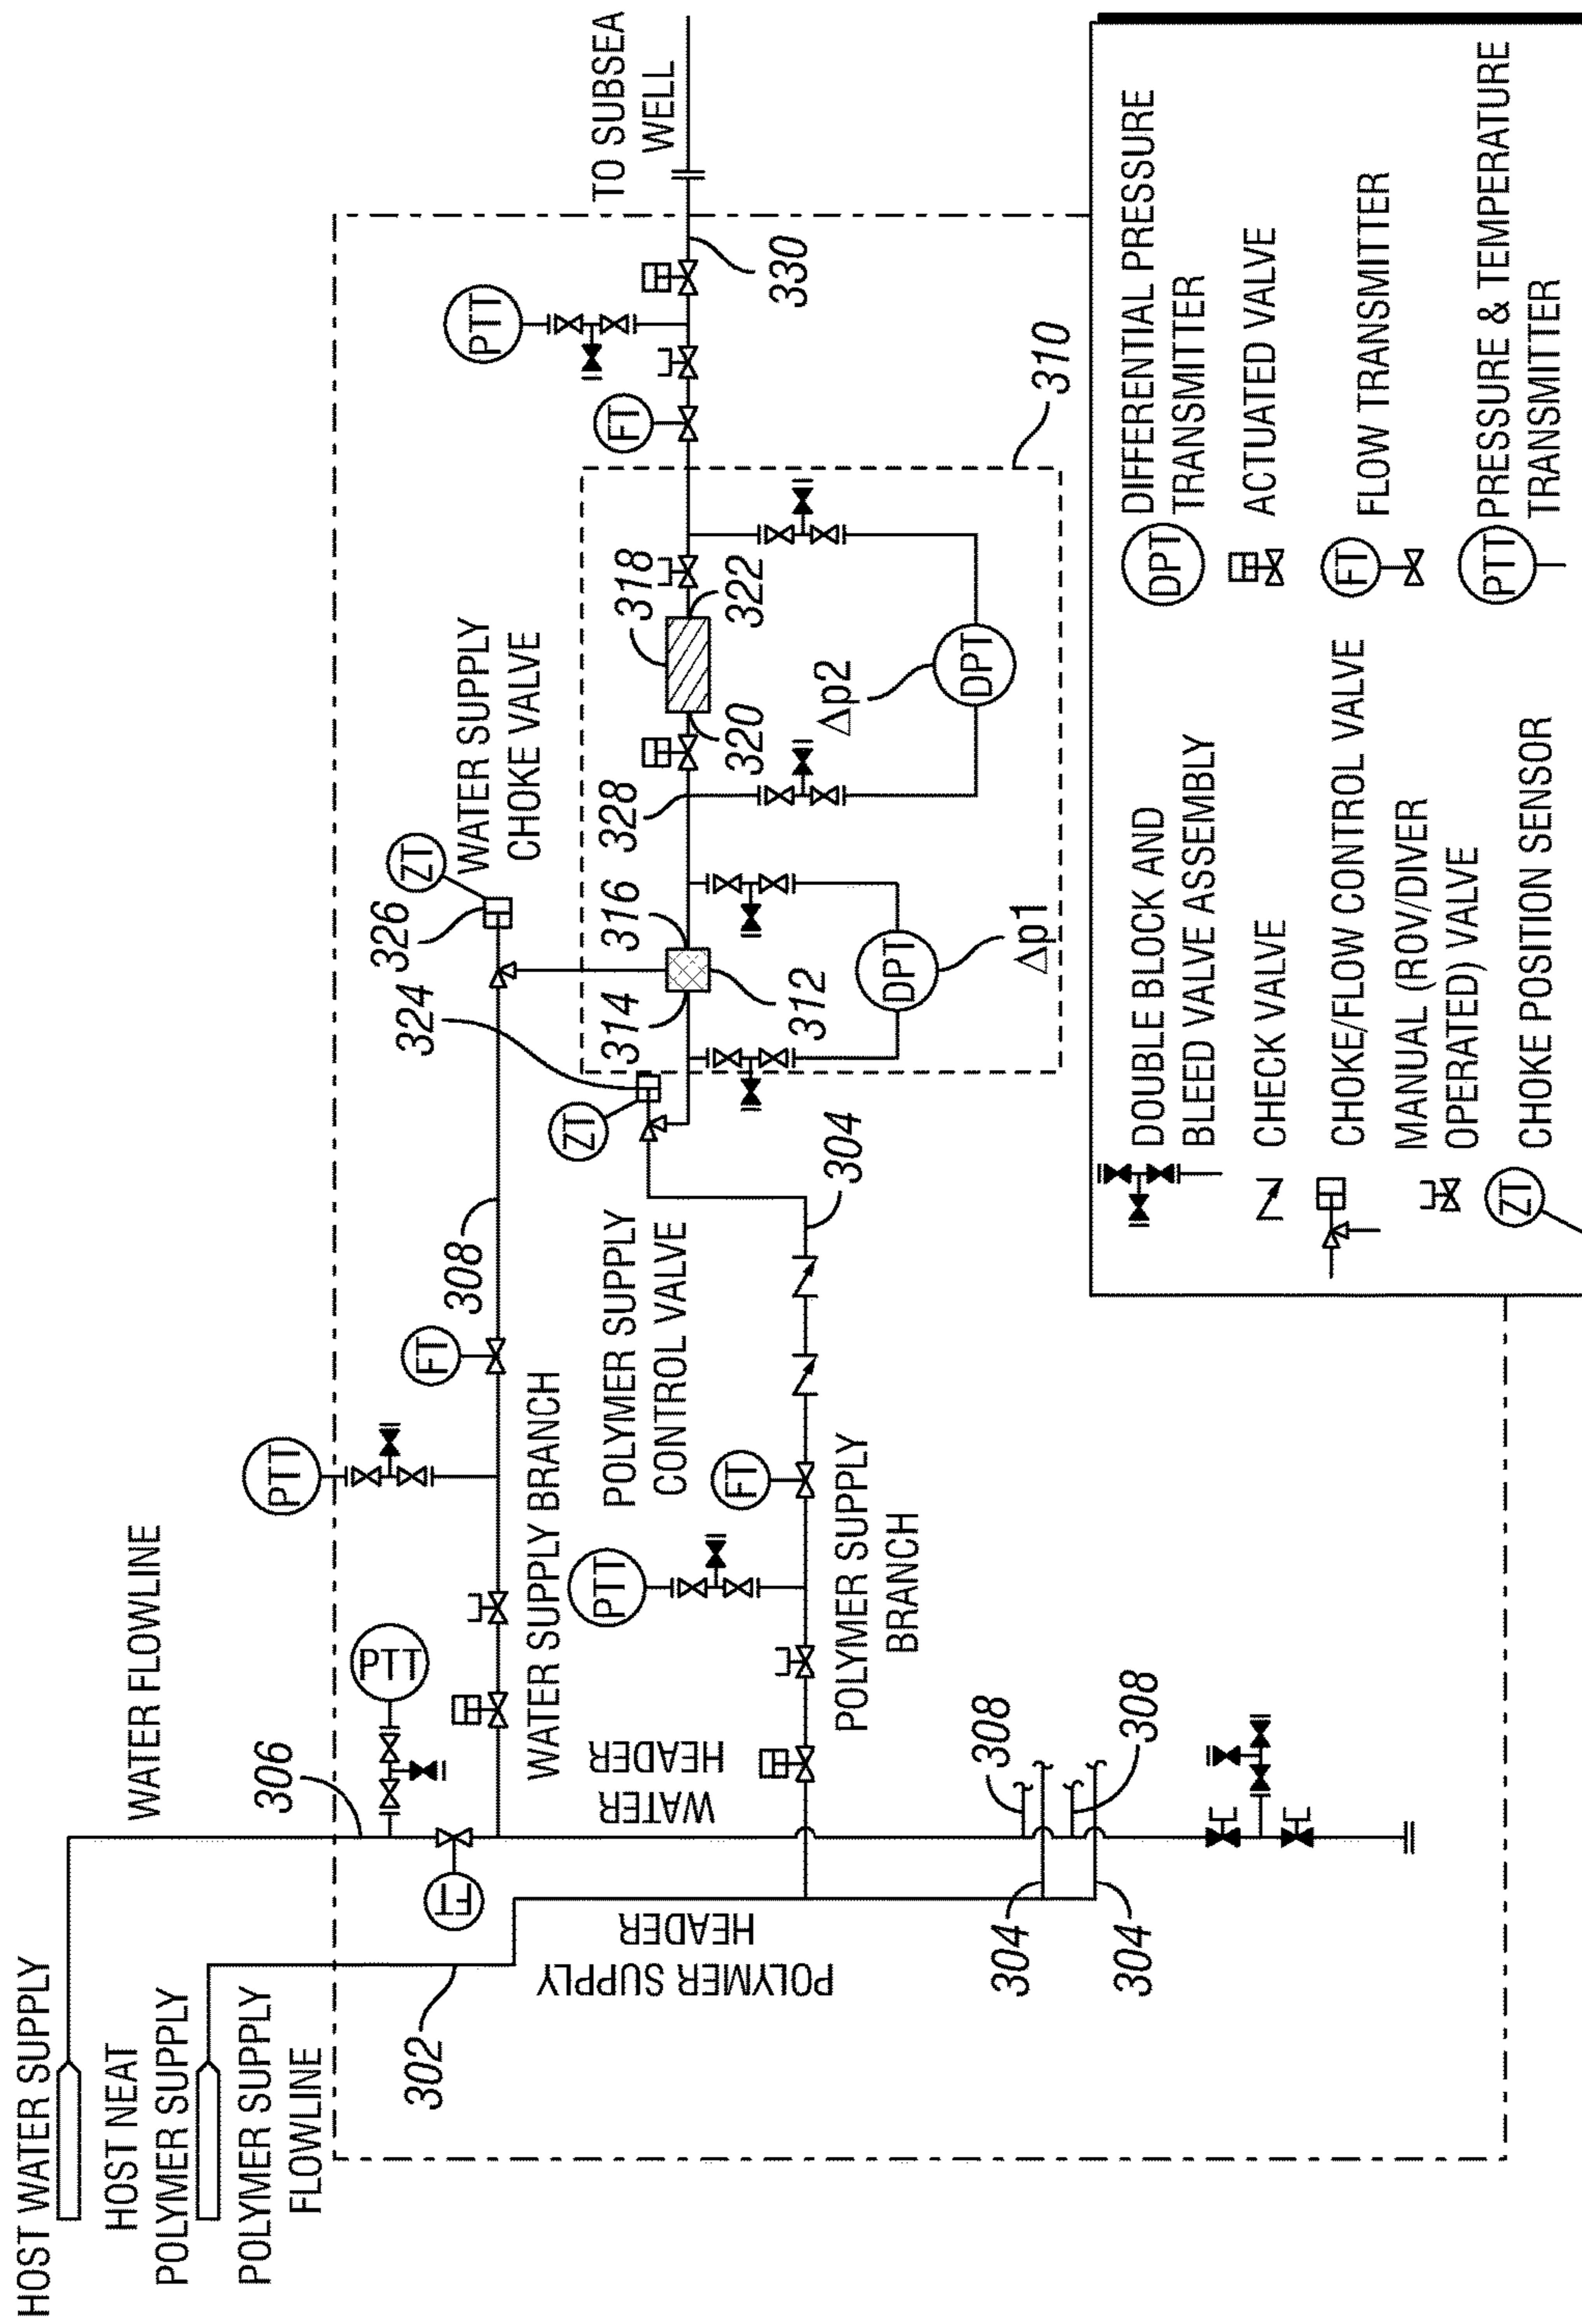 HOST WATER SUPPLY
HOST NEAT
POLYMER SUPPLY
POLYMER SUPPLY
FLOWLINE
302
WATER FLOWLINE
306
PTT
FT
POLYMER SUPPLY
HEADER
WATER
HEADER
304
304
308
308
PTT
FT
308
WATER SUPPLY BRANCH
PTT
FT
POLYMER SUPPLY
BRANCH
304
POLYMER SUPPLY
CONTROL VALVE
ZT
324
326
ZT
WATER SUPPLY
CHOKE VALVE
314
316
312
DPT
Δp1
328
320
318
322
Δp2
DPT
310
FT
PTT
330
TO SUBSEA
WELL
DOUBLE BLOCK AND
BLEED VALVE ASSEMBLY
CHECK VALVE
CHOKE/FLOW CONTROL VALVE
MANUAL (ROV/DIVER
OPERATED) VALVE
ZT
CHOKE POSITION SENSOR
DPT
DIFFERENTIAL PRESSURE
TRANSMITTER
ACTUATED VALVE
FT
FLOW TRANSMITTER
PTT
PRESSURE & TEMPERATURE
TRANSMITTER